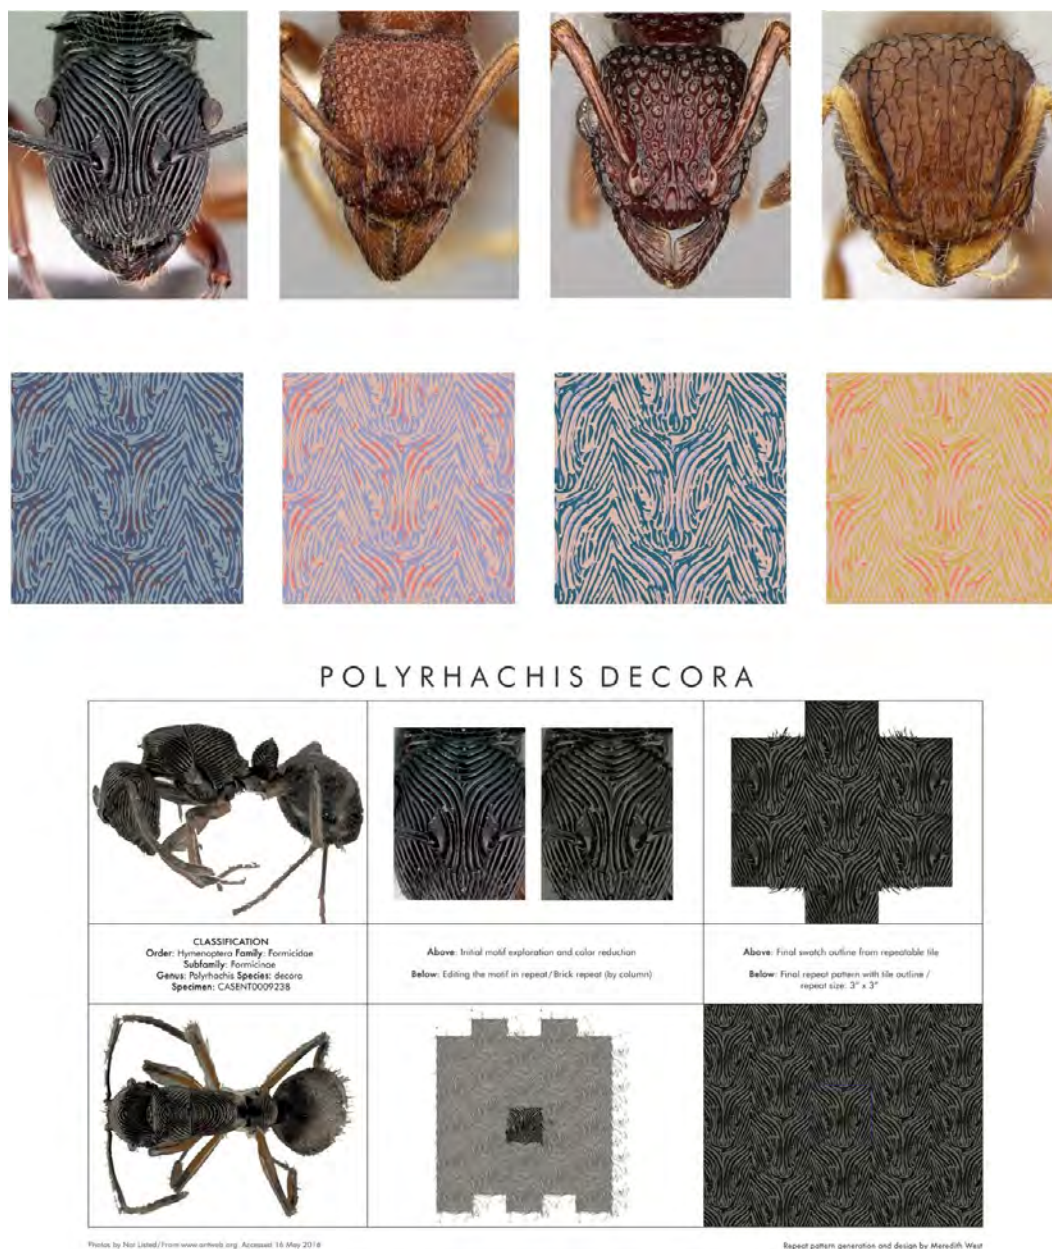 POLYRHACHIS DECORA
CLASSIFICATION
Order: Hymenoptera Family: Formicidae
Subfamily: Formicinae
Genus: Polyrhachis Species: decora
Specimen: CASENT0009238
Above: Initial motif exploration and color reduction
Below: Editing the motif in repeat/Brick repeat (by column)
Above: Final swatch outline from repeatable tile
Below: Final repeat pattern with tile outline /
repeat size: 3" x 3"
Photos by Not Listed/From www.antweb.org Accessed 16 May 2018
Repeat pattern generation and design by Meredith West